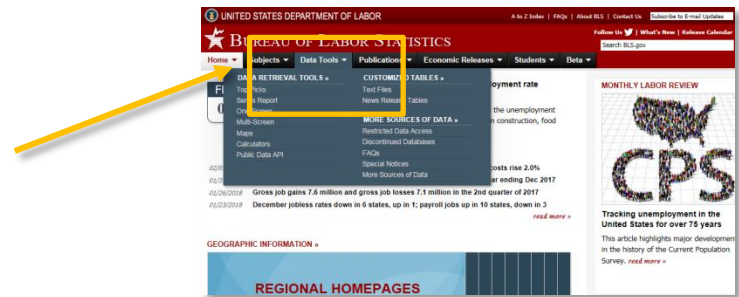 UNITED STATES DEPARTMENT OF LABOR
A to Z Index | FAQs | About BLS | Contact Us Subscribe to E-mail Updates
Follow Us | What's New | Release Calendar
BUREAU OF LABOR STATISTICS
Search BLS.gov
Home Subjects Data Tools Publications Economic Releases Students Beta
DATA RETRIEVAL TOOLS »
Top Picks
Series Report
One-Screen
Multi-Screen
Maps
Calculators
Public Data API
CUSTOMIZED TABLES »
Text Files
News Release Tables
MORE SOURCES OF DATA »
Restricted Data Access
Discontinued Databases
FAQs
Special Notices
More Sources of Data
oyment rate
the unemployment
n construction, food
costs rise 2.0%
ar ending Dec 2017
01/26/2018 Gross job gains 7.6 million and gross job losses 7.1 million in the 2nd quarter of 2017
01/23/2018 December jobless rates down in 6 states, up in 1; payroll jobs up in 10 states, down in 3
read more »
GEOGRAPHIC INFORMATION »
REGIONAL HOMEPAGES
MONTHLY LABOR REVIEW
CPS
Tracking unemployment in the
United States for over 75 years
This article highlights major developmen
in the history of the Current Population
Survey. read more »